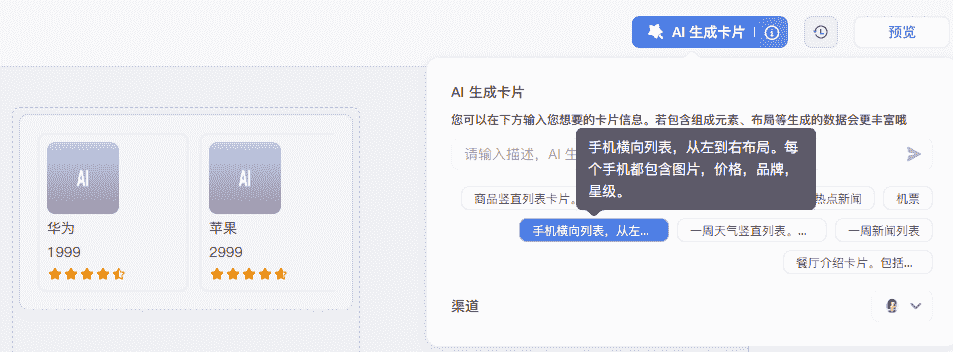 AI 生成卡片
预览
AI 生成卡片
您可以在下方输入您想要的卡片信息。若包含组成元素、布局等生成的数据会更丰富哦
请输入描述，AI 生
手机横向列表，从左到右布局。每
个手机都包含图片，价格，品牌，
星级。
商品竖直列表卡片。
热点新闻
机票
手机横向列表，从左...
一周天气竖直列表。...
一周新闻列表
餐厅介绍卡片。包括...
渠道
AI
AI
华为
苹果
1999
2999